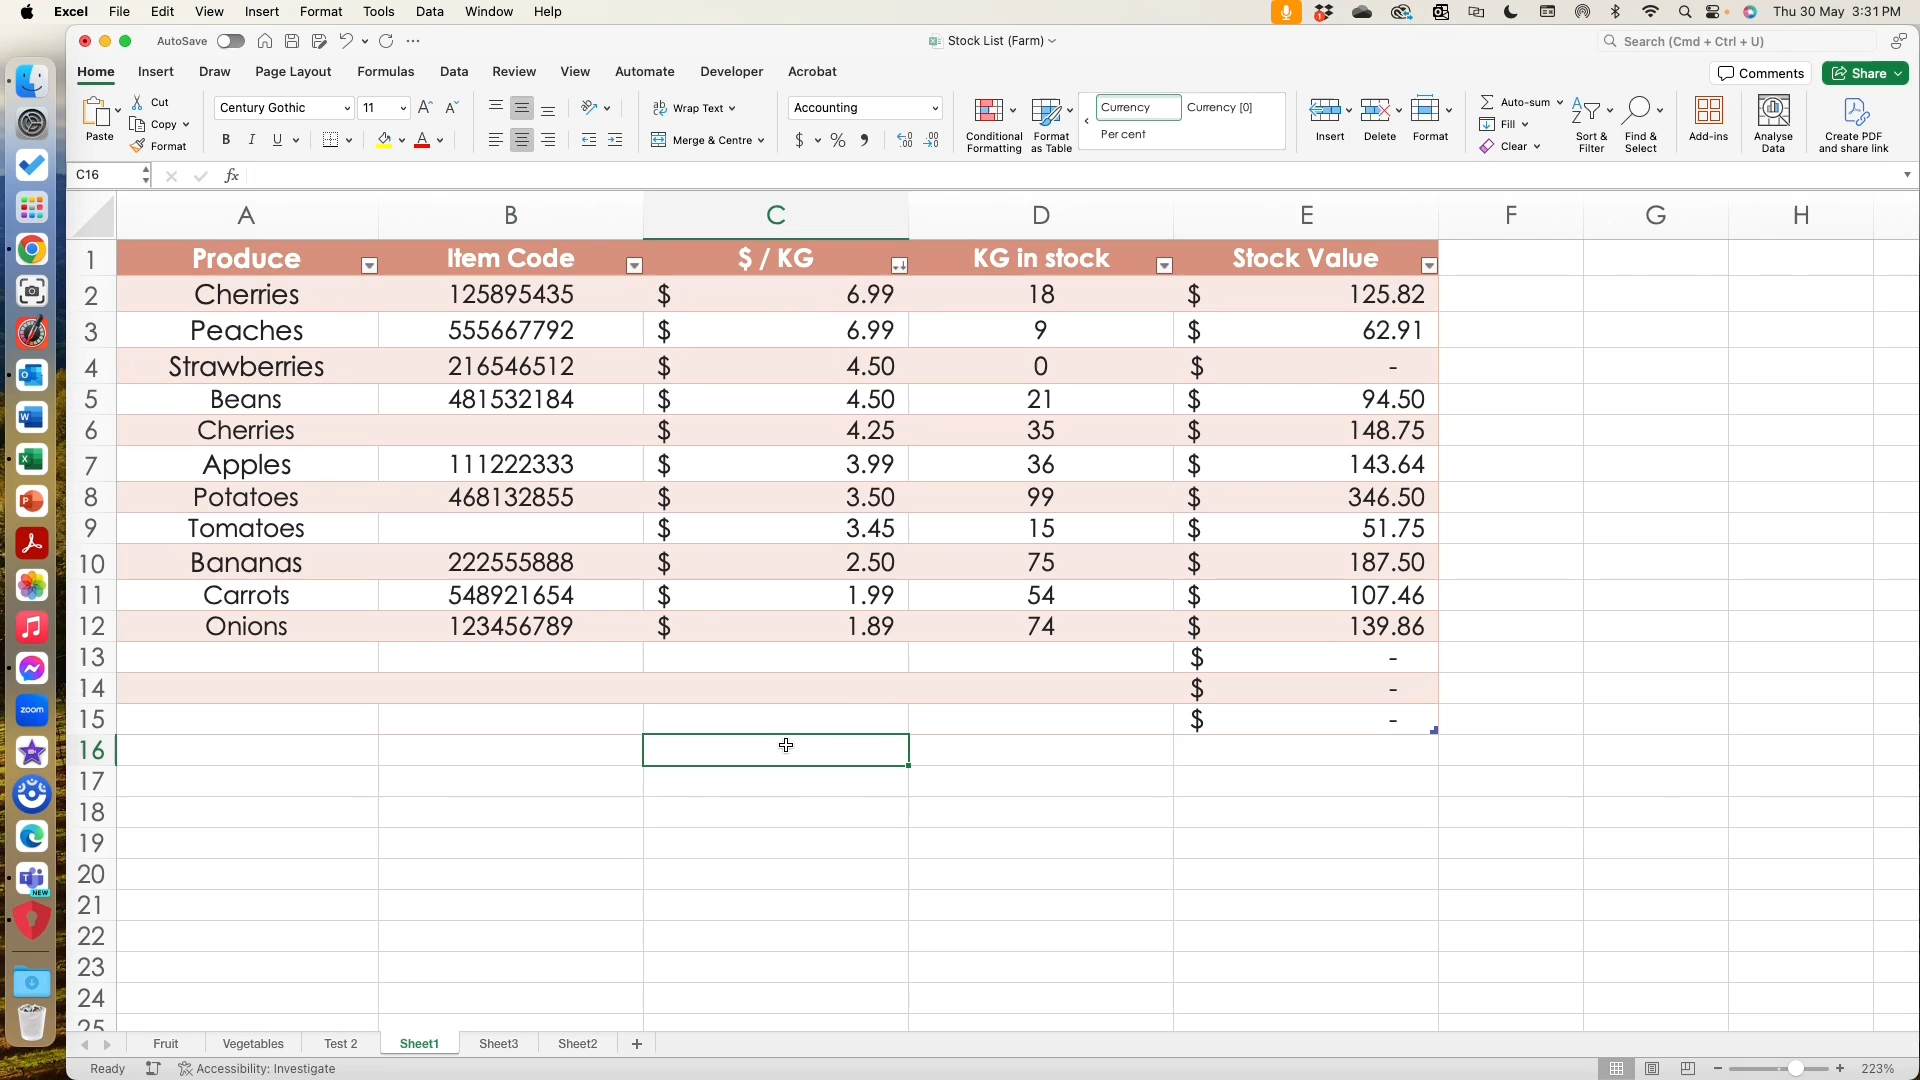 Excel File Edit View Insert Format Tools Data Window Help Thu 30 May 3:31 PM
AutoSave Stock List (Farm) Search (Cmd + Ctrl + U)
Home Insert Draw Page Layout Formulas Data Review View Automate Developer Acrobat Comments Share
Paste Cut Copy Format
Century Gothic 11
B I U A
Wrap Text
Merge & Centre
Accounting
$ % 
Conditional Formatting
Format as Table
Currency Currency [0]
Per cent
Insert Delete Format
Auto-sum
Fill
Clear
Sort & Filter
Find & Select
Add-ins
Analyse Data
Create PDF and share link
C16 fx
A B C D E F G H
1 Produce Item Code $ / KG KG in stock Stock Value
2 Cherries 125895435 $ 6.99 18 $ 125.82
3 Peaches 555667792 $ 6.99 9 $ 62.91
4 Strawberries 216546512 $ 4.50 0 $ -
5 Beans 481532184 $ 4.50 21 $ 94.50
6 Cherries $ 4.25 35 $ 148.75
7 Apples 111222333 $ 3.99 36 $ 143.64
8 Potatoes 468132855 $ 3.50 99 $ 346.50
9 Tomatoes $ 3.45 15 $ 51.75
10 Bananas 222555888 $ 2.50 75 $ 187.50
11 Carrots 548921654 $ 1.99 54 $ 107.46
12 Onions 123456789 $ 1.89 74 $ 139.86
13 $ -
14 $ -
15 $ -
16
17
18
19
20
21
22
23
24
25
Fruit Vegetables Test 2 Sheet1 Sheet3 Sheet2 +
Ready Accessibility: Investigate 223%
zoom
NEW